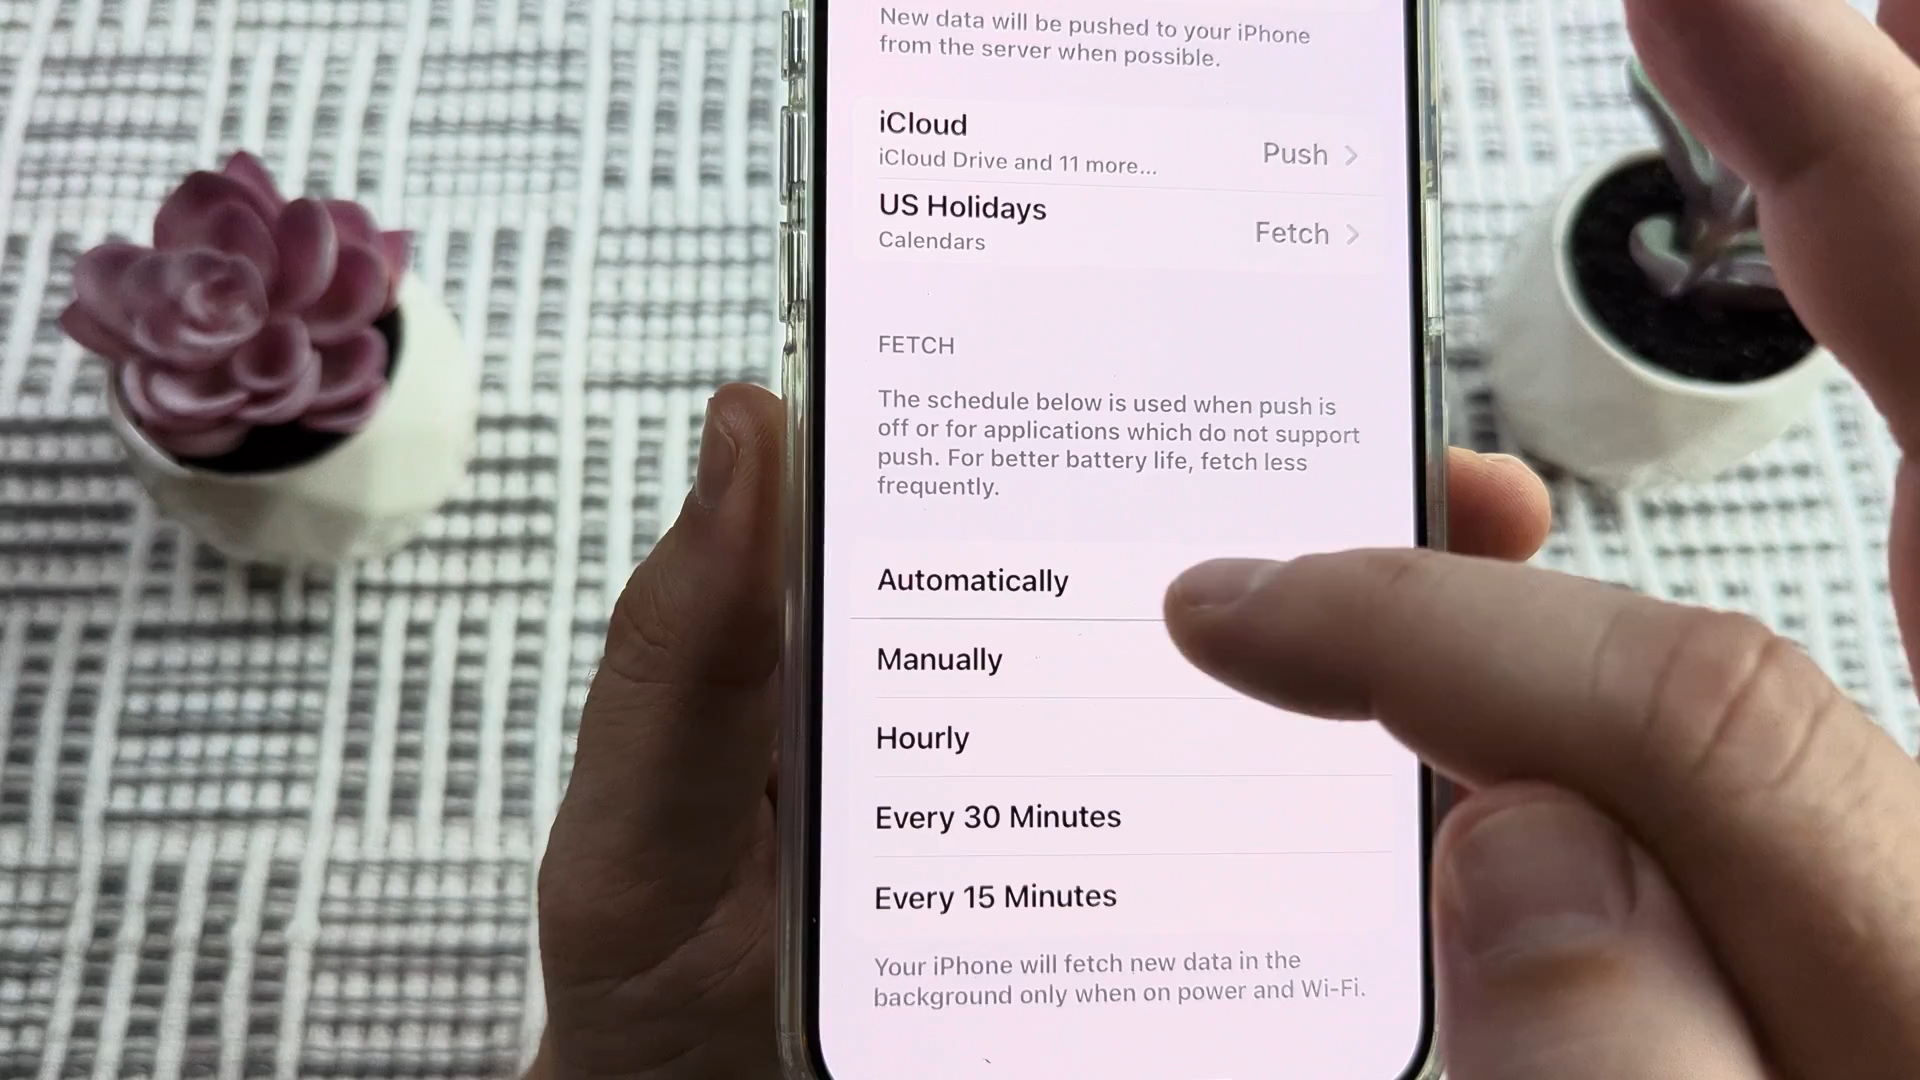 New data will be pushed to your iPhone
from the server when possible.
iCloud
iCloud Drive and 11 more...
Push
US Holidays
Calendars
Fetch
FETCH
The schedule below is used when push is
off or for applications which do not support
push. For better battery life, fetch less
frequently.
Automatically
Manually
Hourly
Every 30 Minutes
Every 15 Minutes
Your iPhone will fetch new data in the
background only when on power and Wi-Fi.